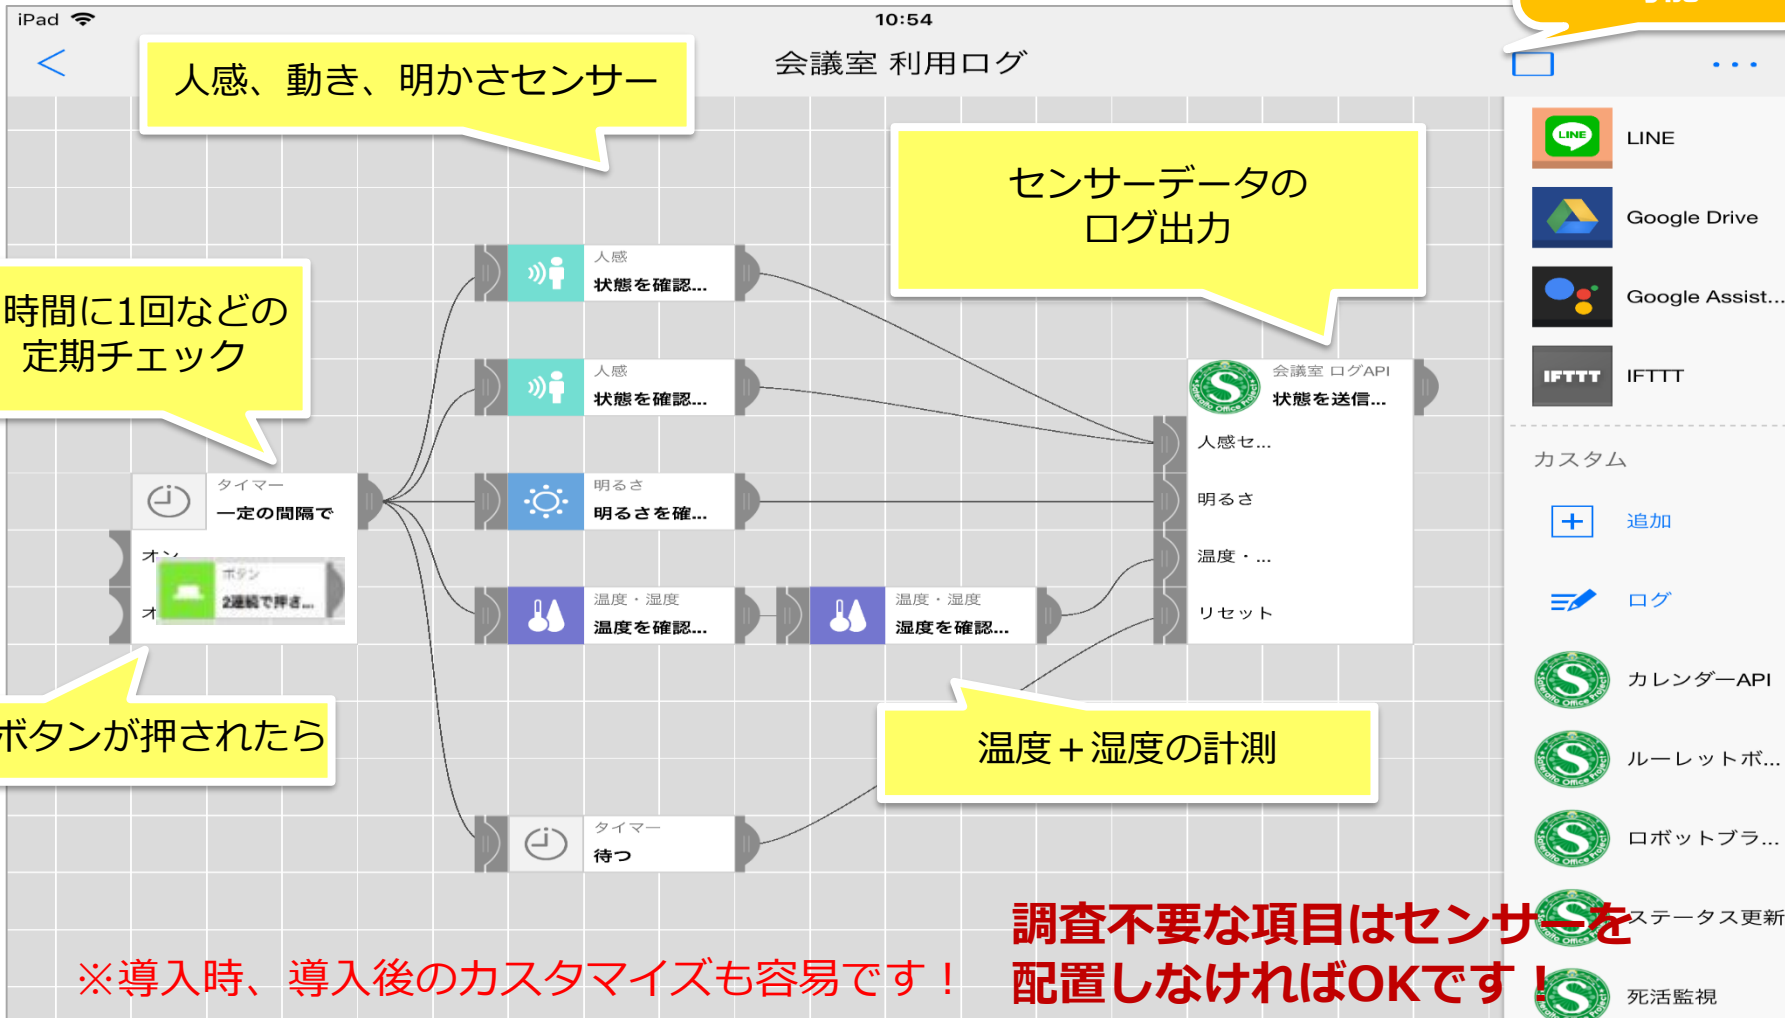 iPad
10:54
会議室 利用ログ
人感、動き、明かさセンサー
センサーデータの
ログ出力
時間に1回などの
定期チェック
人感
状態を確認...
人感
状態を確認...
明るさ
明るさを確...
温度・湿度
温度を確認...
温度・湿度
湿度を確認...
タイマー
一定の間隔で
オン
ボタン
2連続で押さ...
ボタンが押されたら
タイマー
待つ
会議室 ログAPI
状態を送信...
人感セ...
明るさ
温度・...
リセット
温度＋湿度の計測
※導入時、導入後のカスタマイズも容易です！
調査不要な項目はセンサーを
配置しなければOKです！
LINE
LINE
Google Drive
Google Assist...
IFTTT
IFTTT
カスタム
追加
ログ
カレンダーAPI
ルーレットボ...
ロボットブラ...
ステータス更新
死活監視